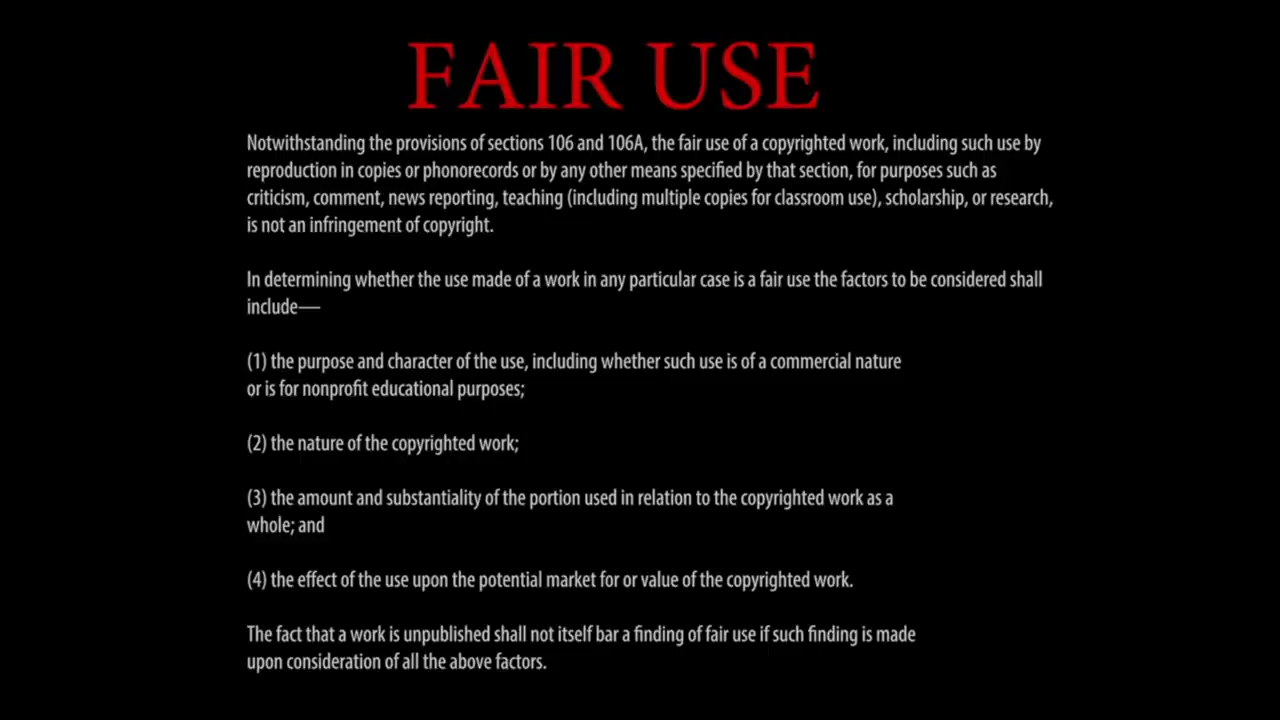 FAIR USE
Notwithstanding the provisions of sections 106 and 106A, the fair use of a copyrighted work, including such use by
reproduction in copies or phonorecords or by any other means specified by that section, for purposes such as
criticism, comment, news reporting, teaching (including multiple copies for classroom use), scholarship, or research,
is not an infringement of copyright.
In determining whether the use made of a work in any particular case is a fair use the factors to be considered shall
include—
(1) the purpose and character of the use, including whether such use is of a commercial nature
or is for nonprofit educational purposes;
(2) the nature of the copyrighted work;
(3) the amount and substantiality of the portion used in relation to the copyrighted work as a
whole; and
(4) the effect of the use upon the potential market for or value of the copyrighted work.
The fact that a work is unpublished shall not itself bar a finding of fair use if such finding is made
upon consideration of all the above factors.